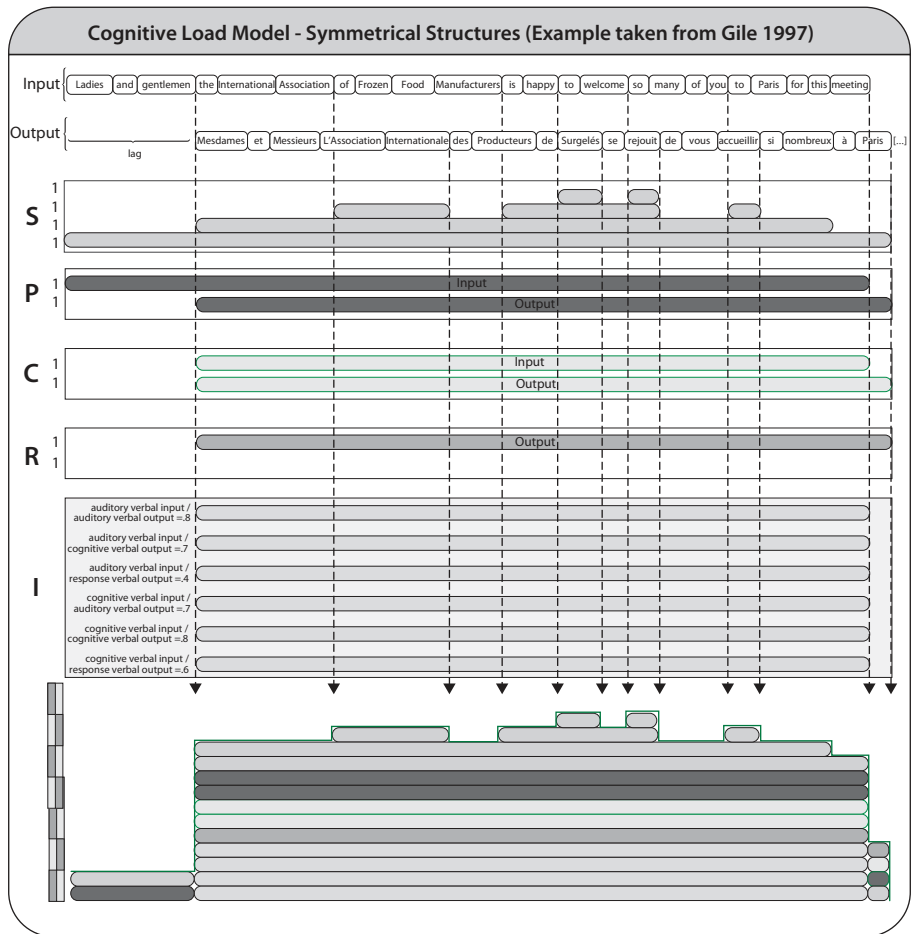 Cognitive Load Model - Symmetrical Structures (Example taken from Gile 1997)
Input { Ladies and gentlemen the International Association of Frozen Food Manufacturers is happy to welcome so many of you to Paris for this meeting
Output { Mesdames et Messieurs L'Association Internationale des Producteurs de Surgelés se rejouit de vous accueillir si nombreux à Paris [...]
lag
1
S 1
1
1
P 1 Input
1 Output
C 1 Input
1 Output
R 1 Output
1
I
auditory verbal input /
auditory verbal output =.8
auditory verbal input /
cognitive verbal output =.7
auditory verbal input /
response verbal output =.4
cognitive verbal input /
auditory verbal output =.7
cognitive verbal input /
cognitive verbal output =.8
cognitive verbal input /
response verbal output =.6